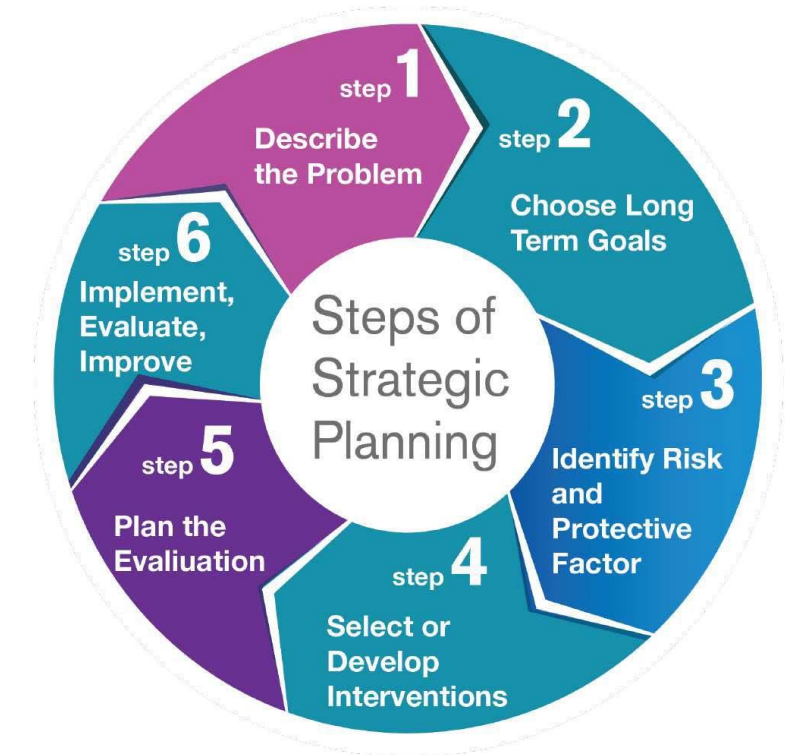 step 1
Describe
the Problem
step 2
Choose Long
Term Goals
step 3
Identify Risk
and
Protective
Factor
step 4
Select or
Develop
Interventions
step 5
Plan the
Evaliuation
step 6
Implement,
Evaluate,
Improve
Steps of
Strategic
Planning